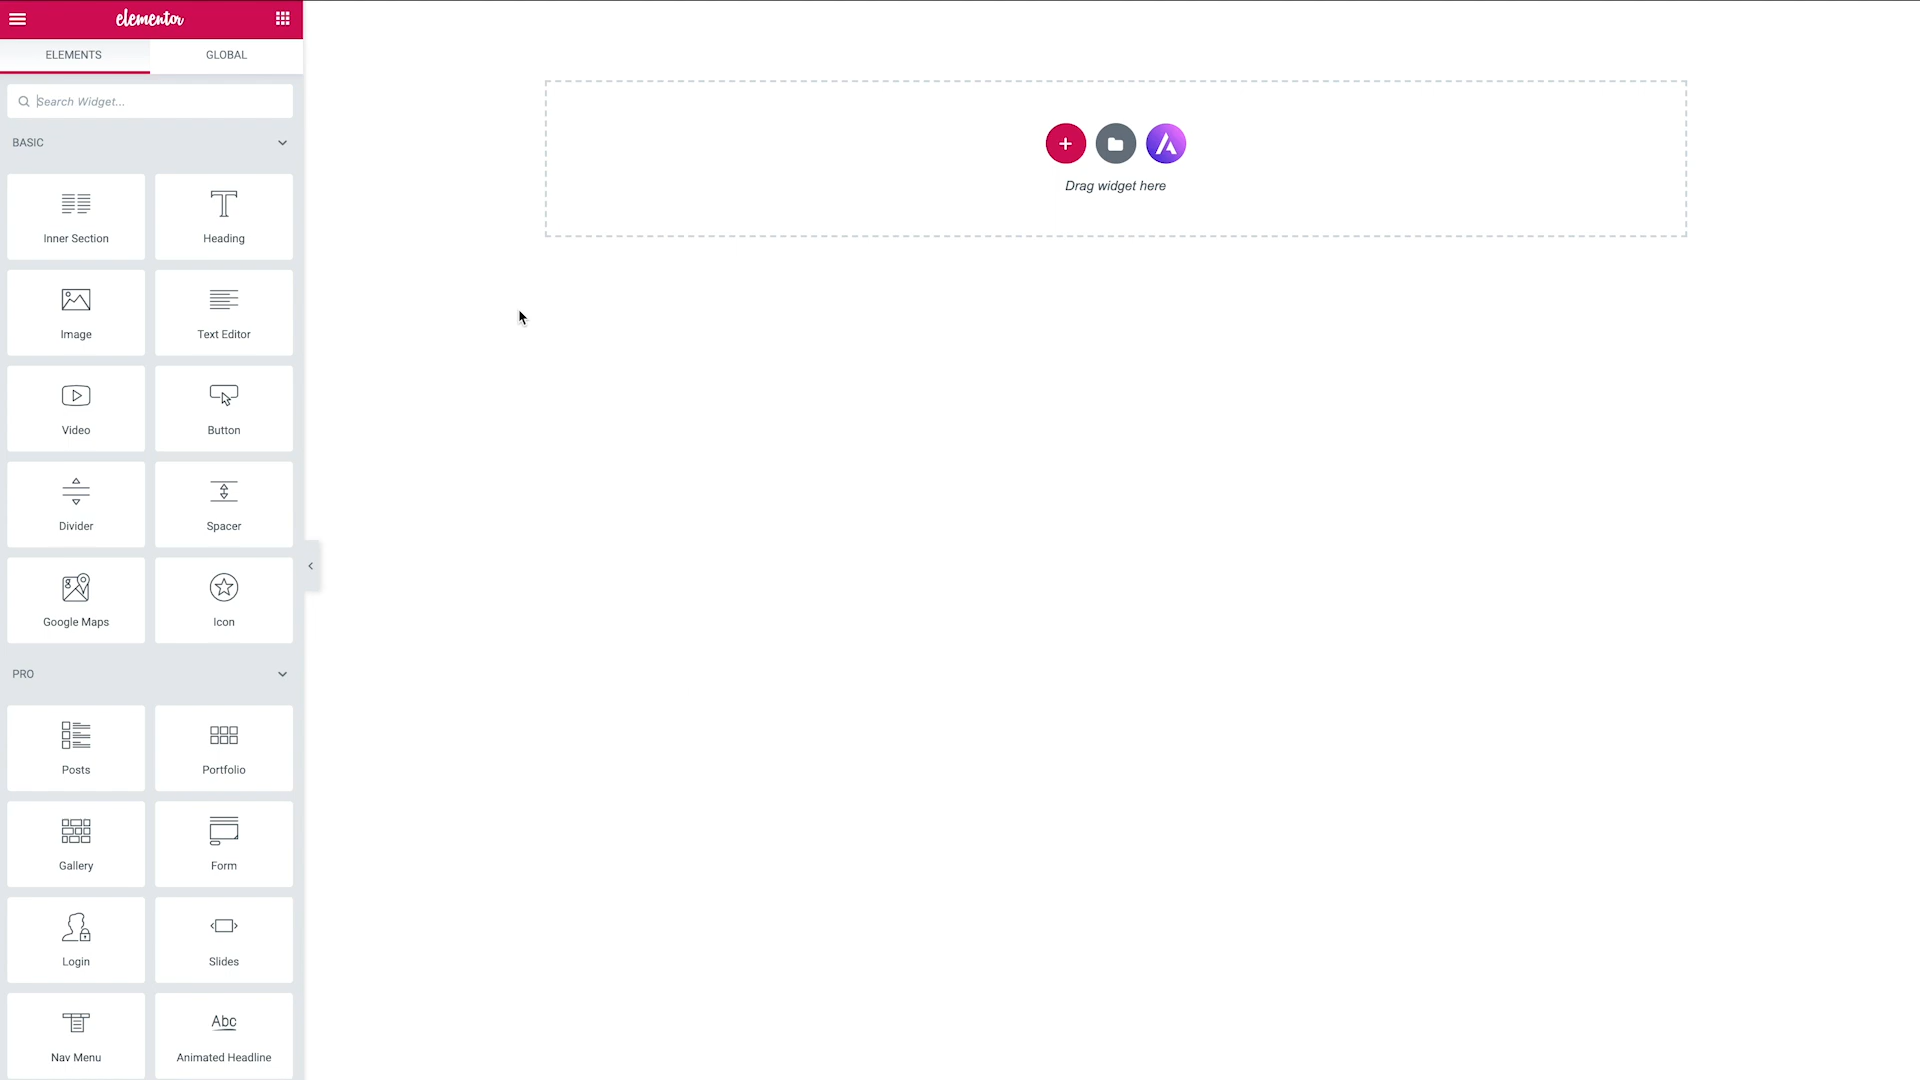 elementor
ELEMENTS GLOBAL
Search Widget...
BASIC
Inner Section Heading
Image Text Editor
Video Button
Divider Spacer
Google Maps Icon
PRO
Posts Portfolio
Gallery Form
Login Slides
Abc
Nav Menu Animated Headline
Drag widget here